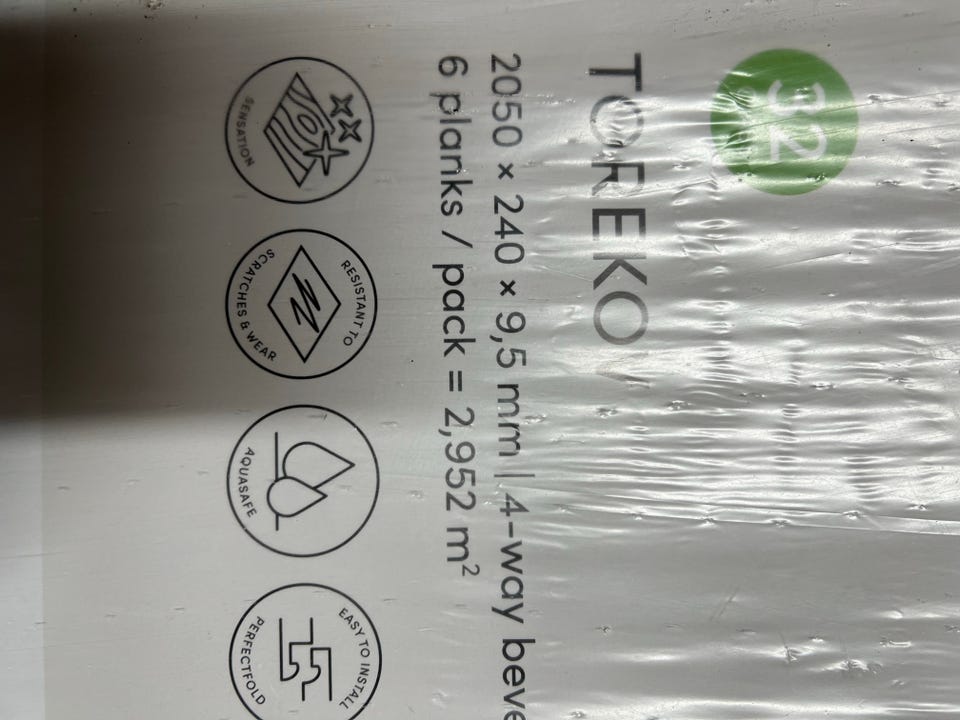 32
TOREKOV
2050 × 240 × 9,5 mm | 4-way beve
6 planks / pack = 2,952 m²
SENSATION
RESISTANT TO
SCRATCHES & WEAR
AQUASAFE
EASY TO INSTALL
PERFECTFOLD